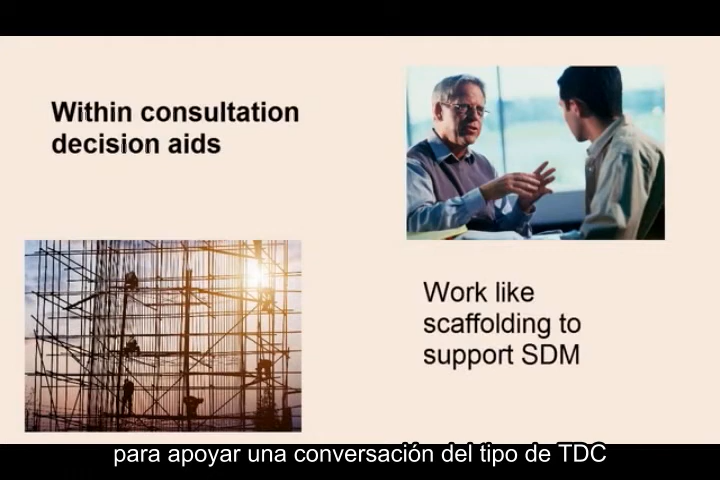 Within consultation
decision aids
Work like
scaffolding to
support SDM
para apoyar una conversación del tipo de TDC